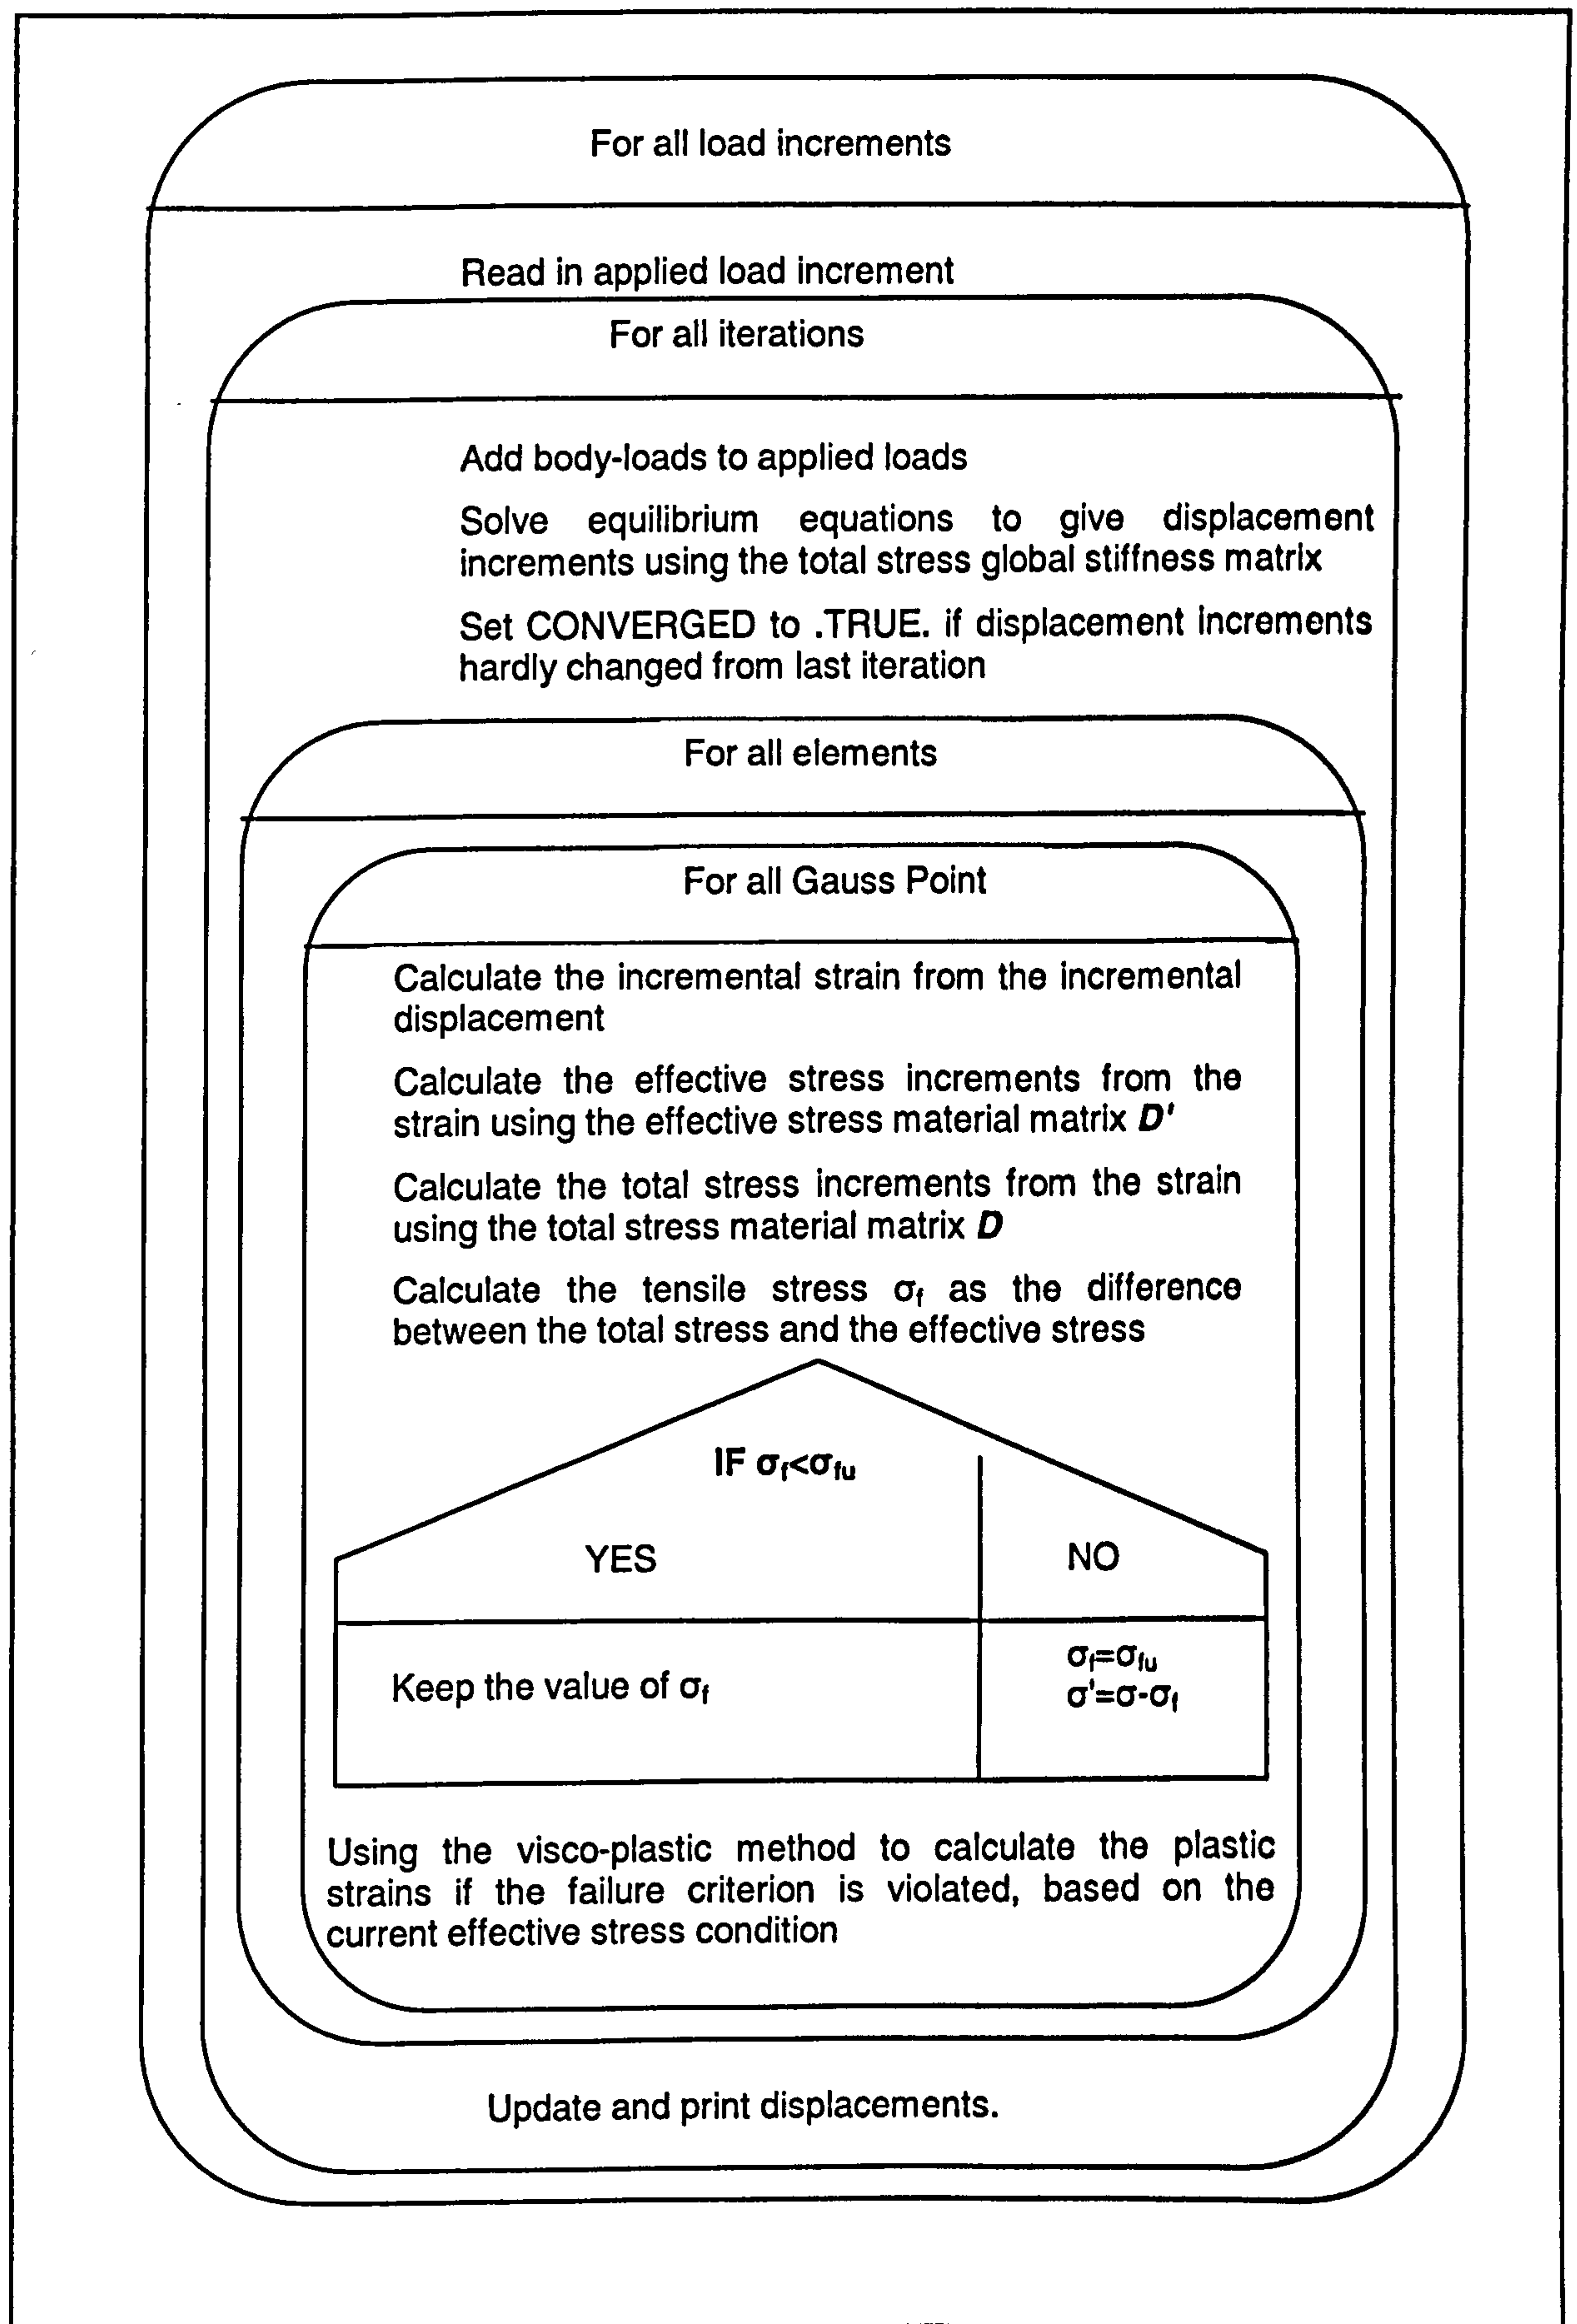 For all load increments
Read in applied load increment
For all iterations
Add body-loads to applied loads
Solve equilibrium equations to give displacement
increments using the total stress global stiffness matrix
Set CONVERGED to .TRUE. if displacement increments
hardly changed from last iteration
For all elements
For all Gauss Point
Calculate the incremental strain from the incremental
displacement
Calculate the effective stress increments from the
strain using the effective stress material matrix D'
Calculate the total stress increments from the strain
using the total stress material matrix D
Calculate the tensile stress σf as the difference
between the total stress and the effective stress
IF σf<σfu
YES
NO
Keep the value of σf
σf=σfu
σ'=σ-σf
Using the visco-plastic method to calculate the plastic
strains if the failure criterion is violated, based on the
current effective stress condition
Update and print displacements.